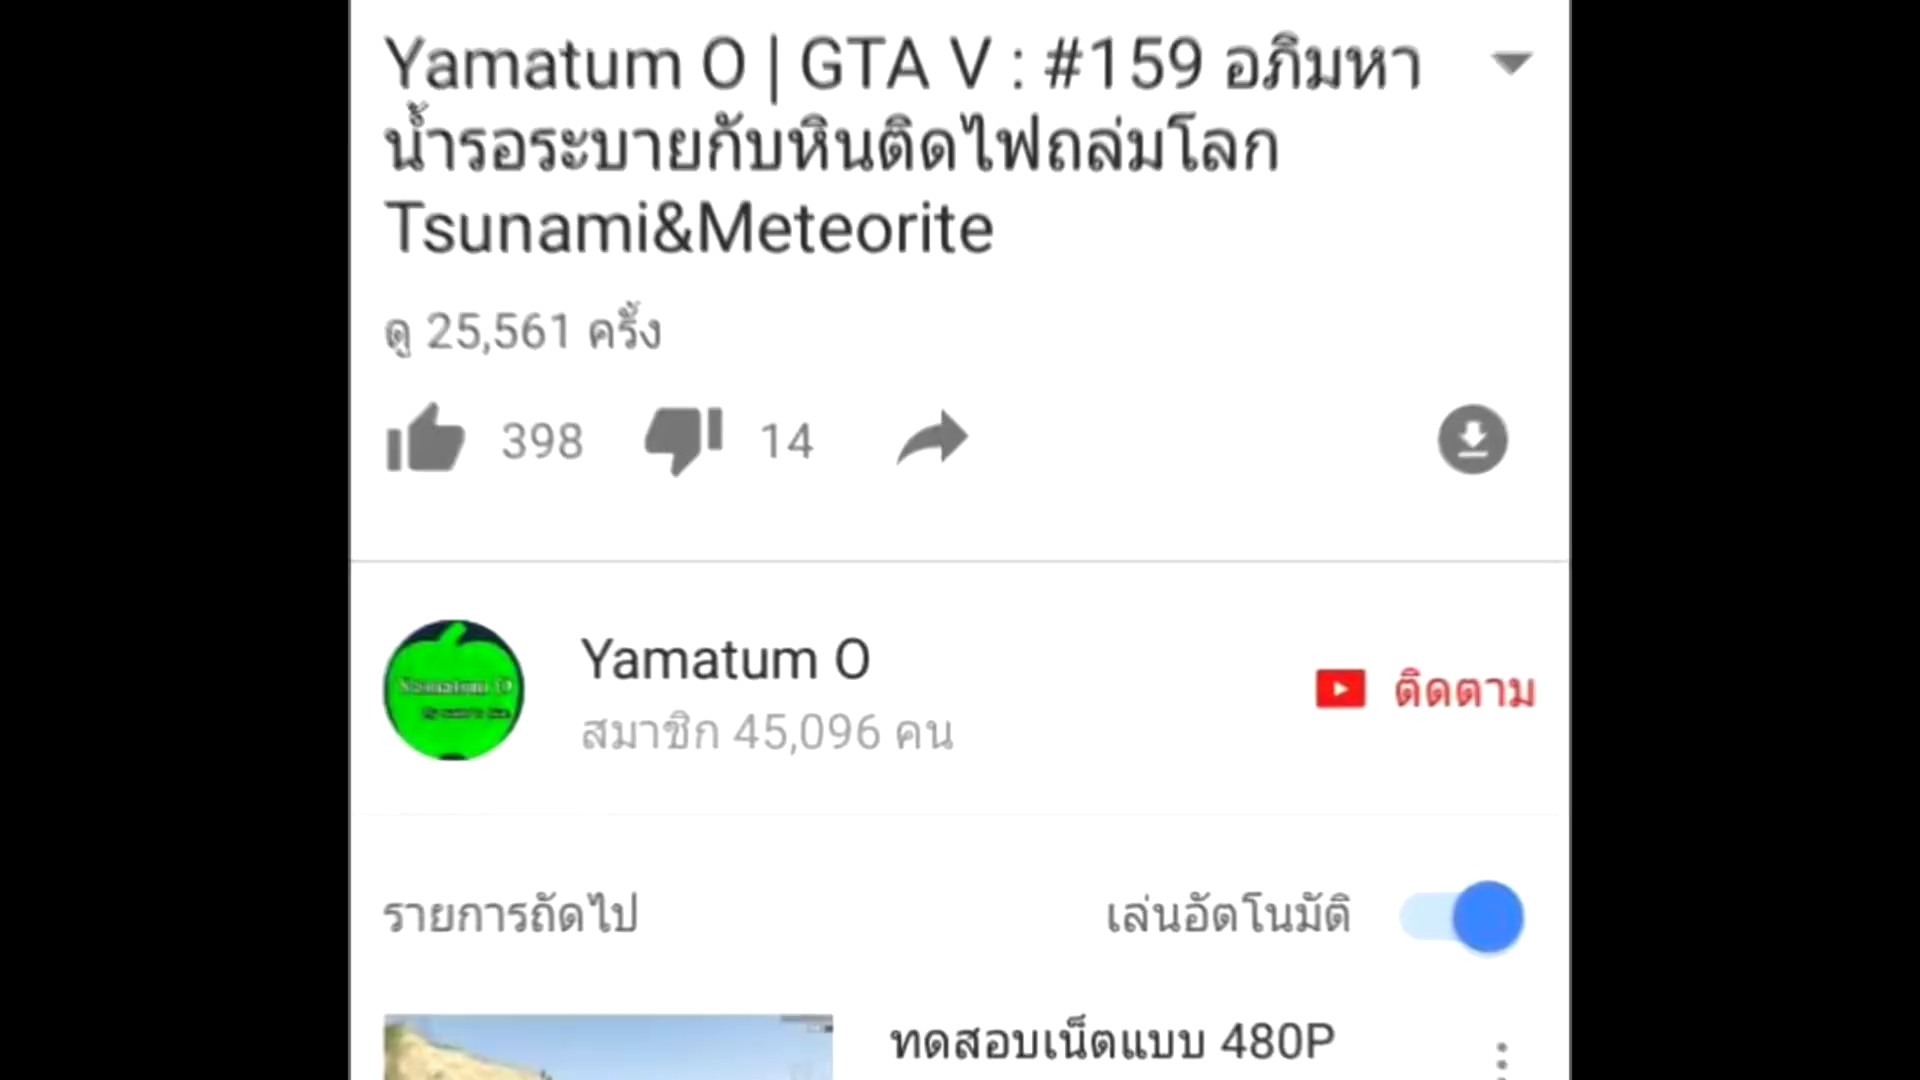 Yamatum O | GTA V : #159 อภิมหา
น้ำรอระบายกับหินติดไฟถล่มโลก
Tsunami&Meteorite
ดู 25,561 ครั้ง
398 14
Yamatum O
Yamatum O
สมาชิก 45,096 คน
ติดตาม
รายการถัดไป เล่นอัตโนมัติ
ทดสอบเน็ตแบบ 480P